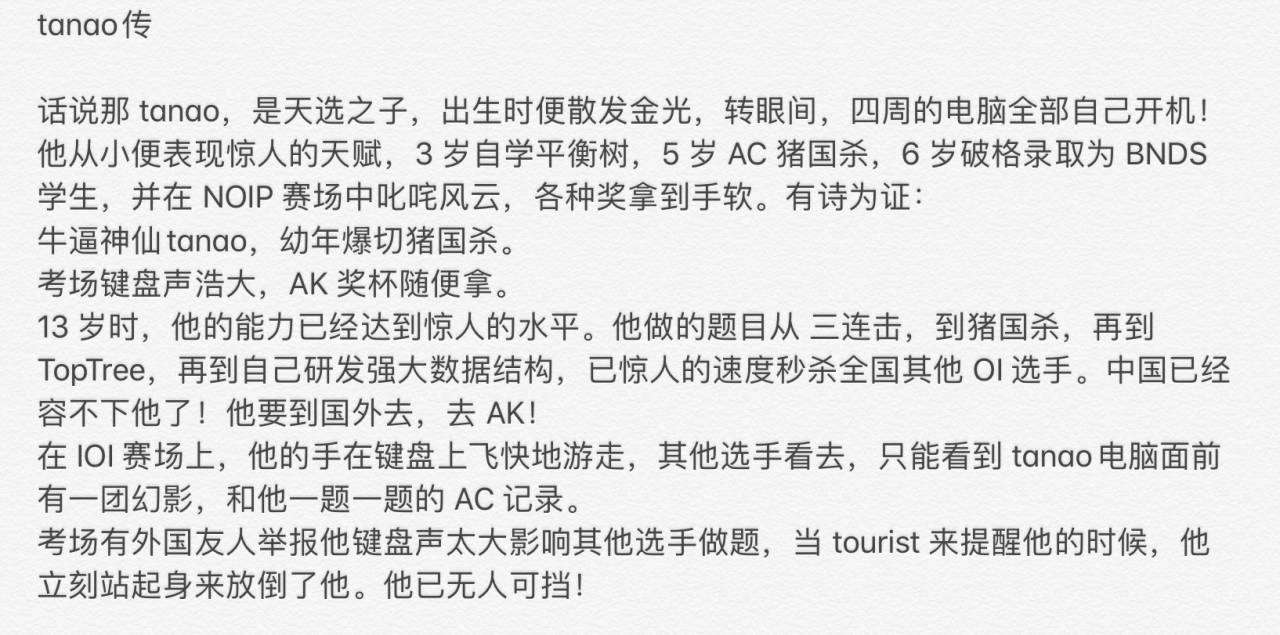 tanao传
话说那 tanao，是天选之子，出生时便散发金光，转眼间，四周的电脑全部自己开机！
他从小便表现惊人的天赋，3 岁自学平衡树，5 岁 AC 猪国杀，6 岁破格录取为 BNDS
学生，并在 NOIP 赛场中叱咤风云，各种奖拿到手软。有诗为证：
牛逼神仙tanao，幼年爆切猪国杀。
考场键盘声浩大，AK 奖杯随便拿。
13 岁时，他的能力已经达到惊人的水平。他做的题目从 三连击，到猪国杀，再到
TopTree，再到自己研发强大数据结构，已惊人的速度秒杀全国其他 OI 选手。中国已经
容不下他了！他要到国外去，去 AK！
在 IOI 赛场上，他的手在键盘上飞快地游走，其他选手看去，只能看到 tanao电脑面前
有一团幻影，和他一题一题的 AC 记录。
考场有外国友人举报他键盘声太大影响其他选手做题，当 tourist 来提醒他的时候，他
立刻站起身来放倒了他。他已无人可挡！